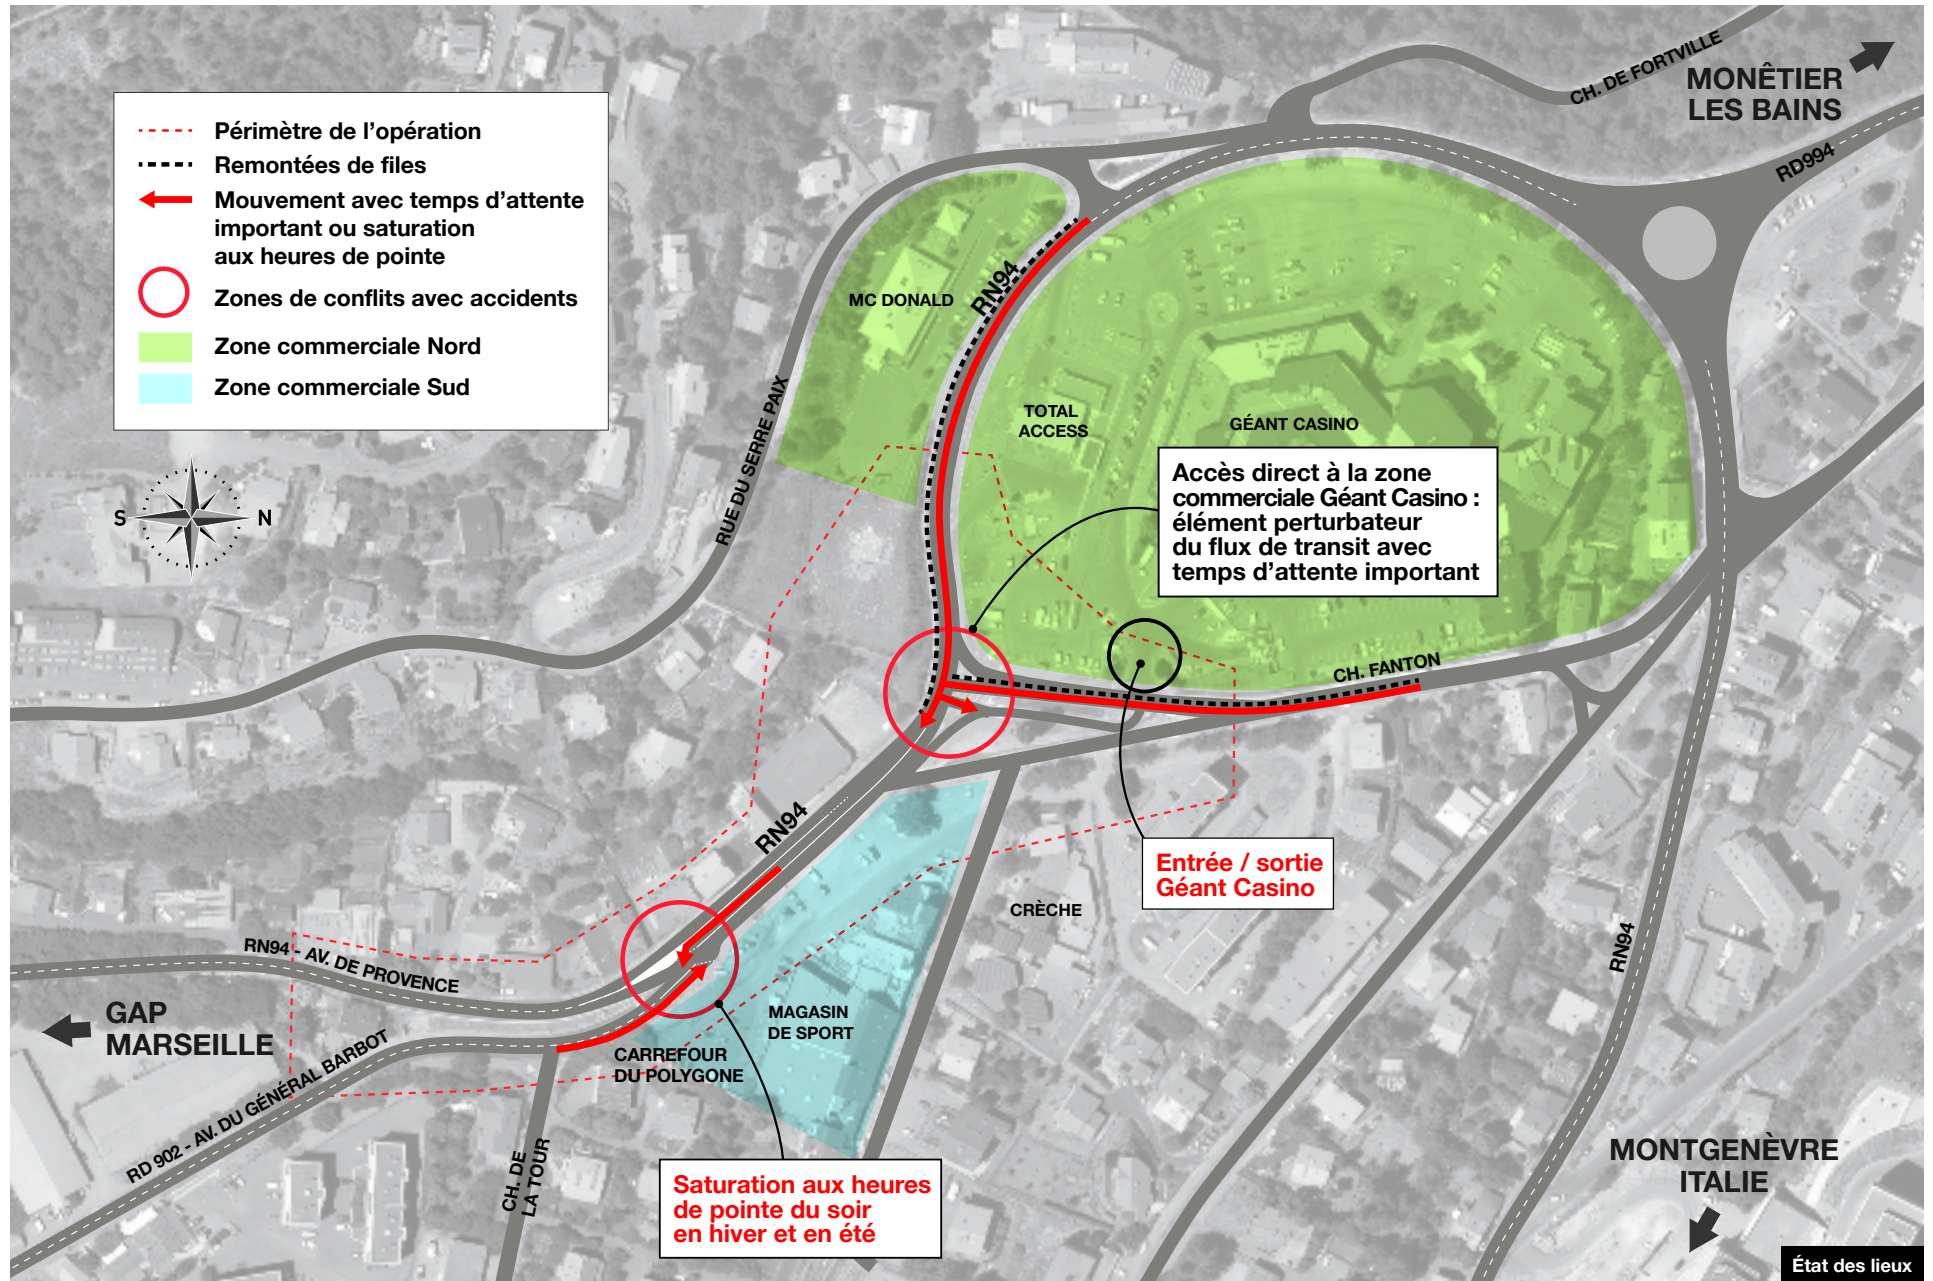 Périmètre de l'opération
Remontées de files
Mouvement avec temps d'attente
important ou saturation
aux heures de pointe
Zones de conflits avec accidents
Zone commerciale Nord
Zone commerciale Sud
S
N
CH. DE FORTVILLE
MONÊTIER
LES BAINS
RD994
MC DONALD
RN94
RUE DU SERRE PAIX
TOTAL
ACCESS
GÉANT CASINO
Accès direct à la zone
commerciale Géant Casino :
élément perturbateur
du flux de transit avec
temps d'attente important
CH. FANTON
RN94
Entrée / sortie
Géant Casino
CRÈCHE
RN94
RN94 - AV. DE PROVENCE
GAP
MARSEILLE
RD 902 - AV. DU GÉNÉRAL BARBOT
MAGASIN
DE SPORT
CARREFOUR
DU POLYGONE
CH. DE
LA TOUR
Saturation aux heures
de pointe du soir
en hiver et en été
MONTGENÈVRE
ITALIE
État des lieux